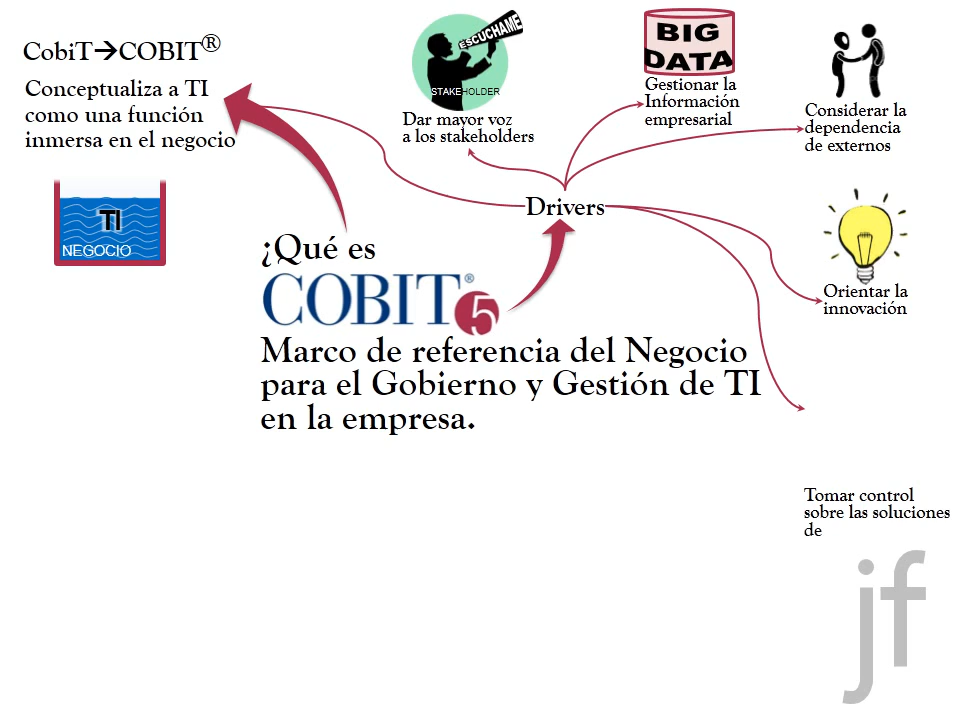 CobiT→COBIT®
Conceptualiza a TI
como una función
inmersa en el negocio
TI
NEGOCIO
ESCUCHAME
STAKEHOLDER
Dar mayor voz
a los stakeholders
BIG
DATA
Gestionar la
Información
empresarial
Considerar la
dependencia
de externos
Drivers
Orientar la
innovación
¿Qué es
COBIT® 5
Marco de referencia del Negocio
para el Gobierno y Gestión de TI
en la empresa.
Tomar control
sobre las soluciones
de
jf